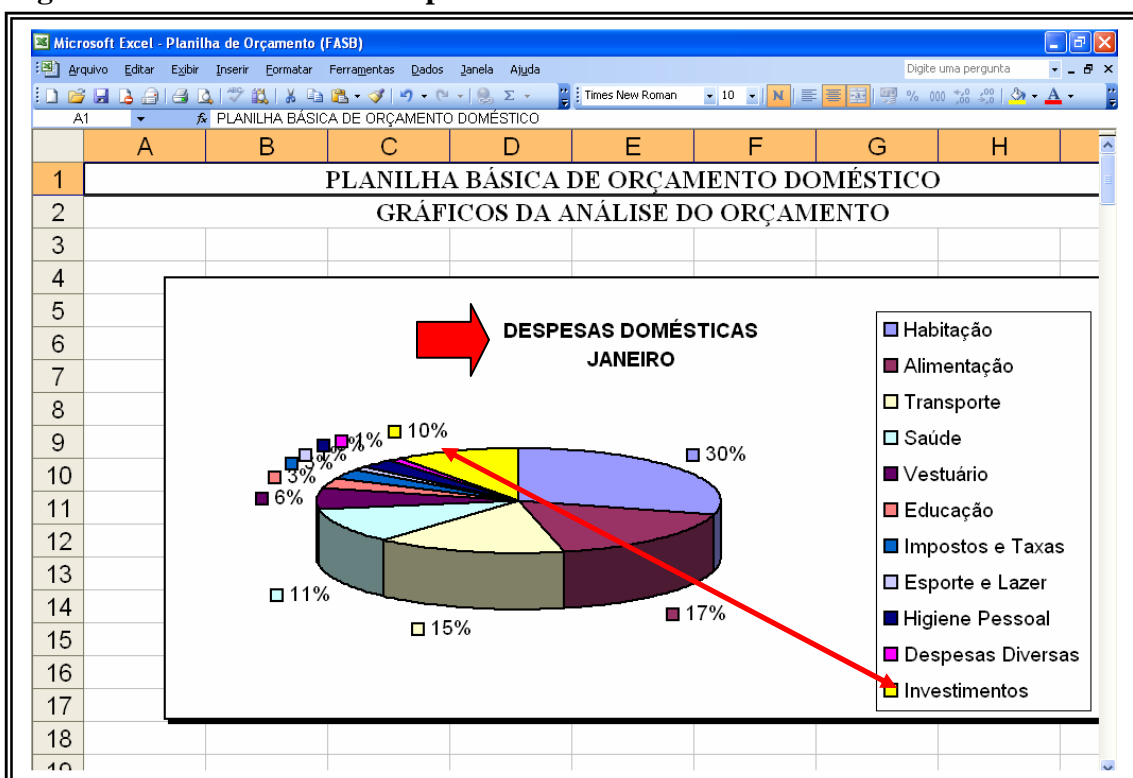 Microsoft Excel - Planilha de Orçamento (FASB)
Arquivo Editar Exibir Inserir Formatar Ferramentas Dados Janela Ajuda Digite uma pergunta
Times New Roman 10 N
A1 fx PLANILHA BÁSICA DE ORÇAMENTO DOMÉSTICO
A B C D E F G H
1 PLANILHA BÁSICA DE ORÇAMENTO DOMÉSTICO
2 GRÁFICOS DA ANÁLISE DO ORÇAMENTO
3
4
5
6
7
8
9
10
11
12
13
14
15
16
17
18
DESPESAS DOMÉSTICAS
JANEIRO
10%
1%
30%
3%
6%
11%
17%
15%
Habitação
Alimentação
Transporte
Saúde
Vestuário
Educação
Impostos e Taxas
Esporte e Lazer
Higiene Pessoal
Despesas Diversas
Investimentos